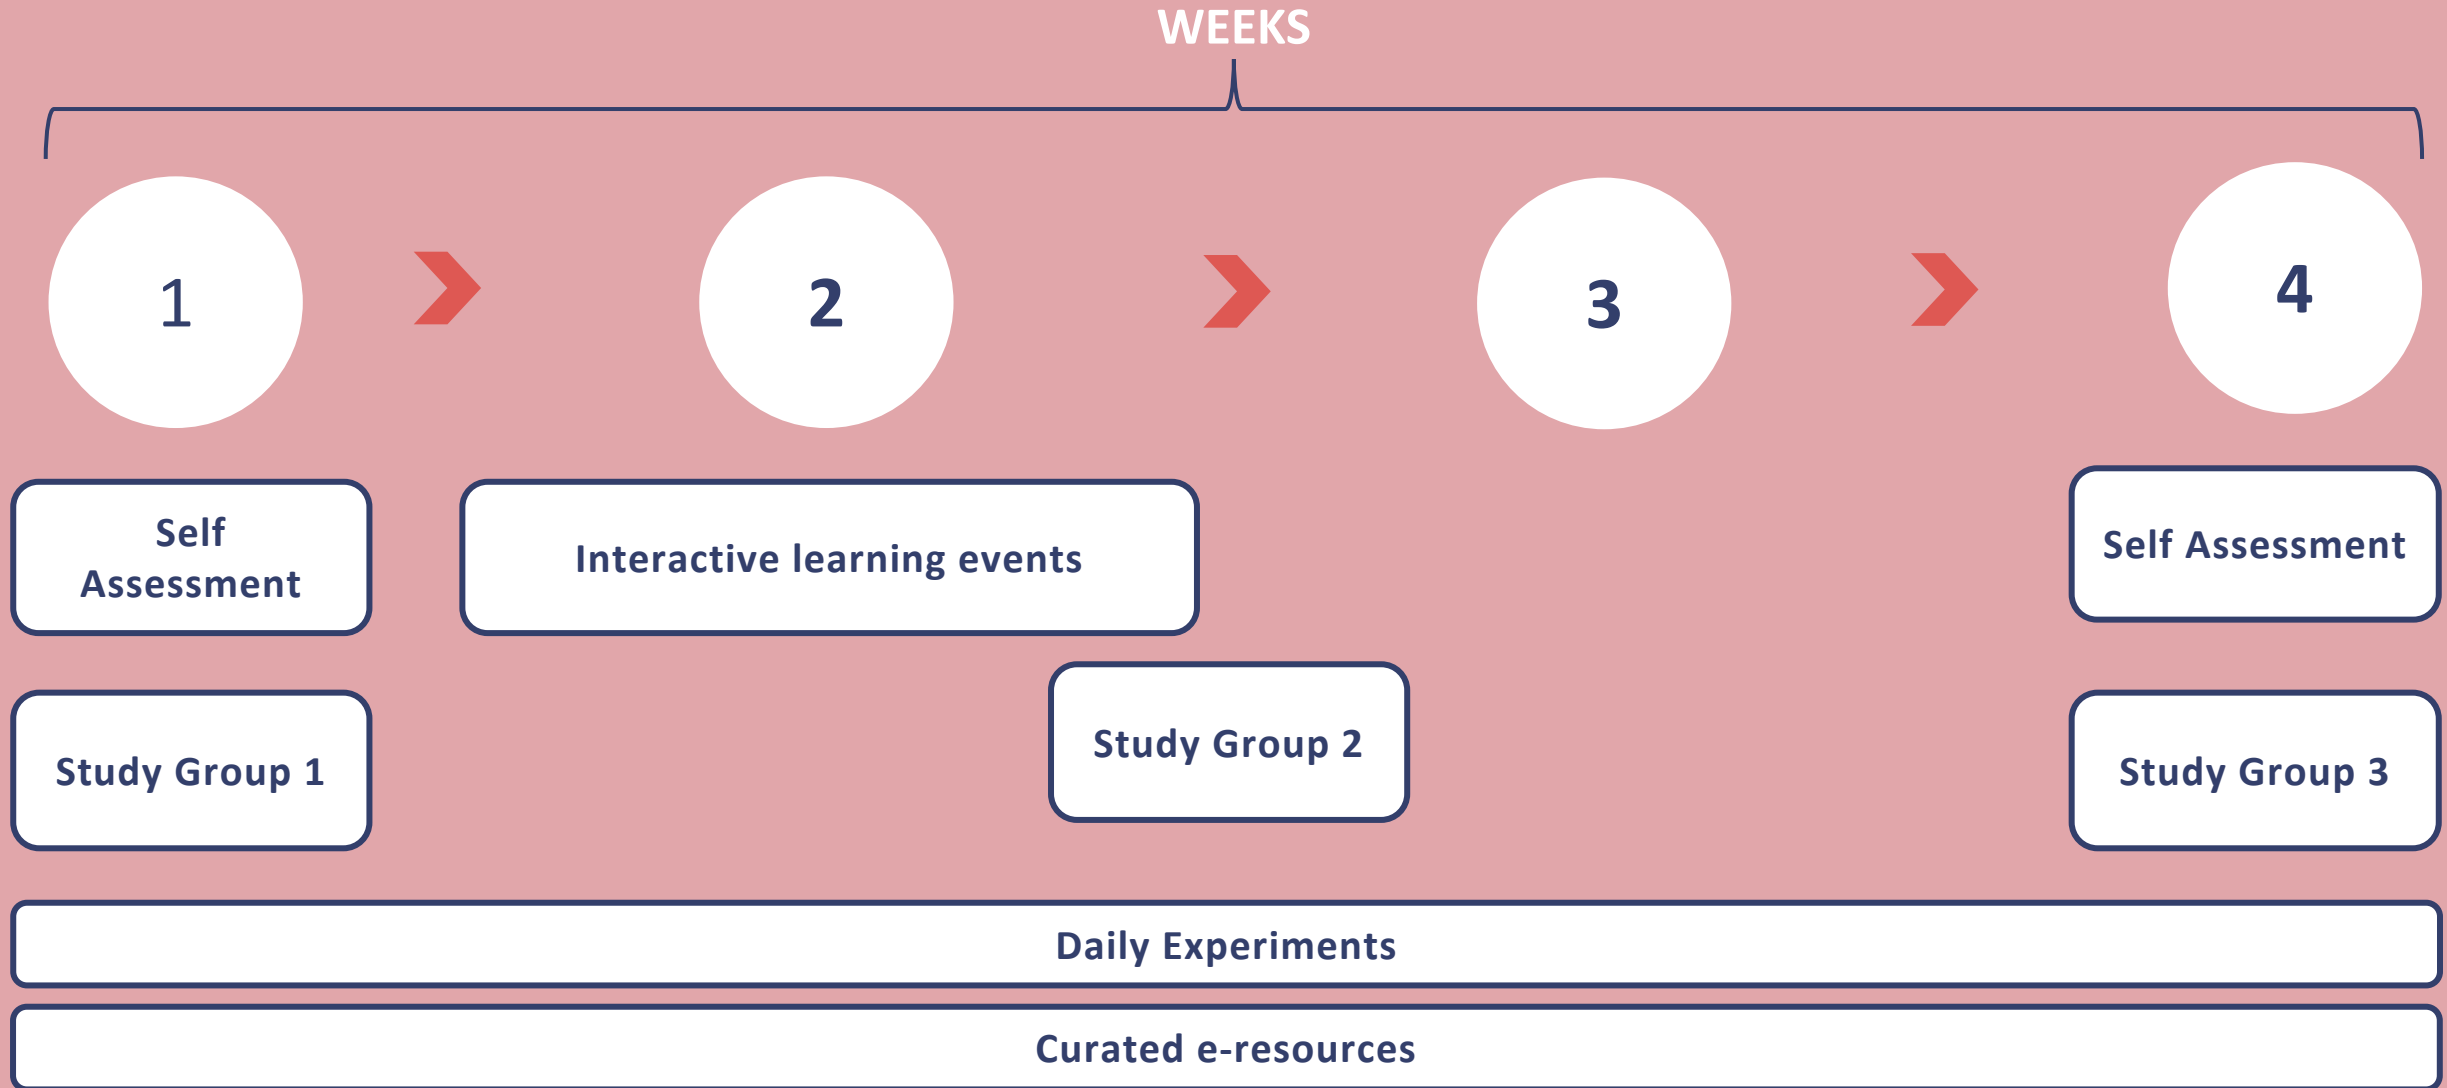 WEEKS
1
2
3
4
Self
Assessment
Interactive learning events
Self Assessment
Study Group 1
Study Group 2
Study Group 3
Daily Experiments
Curated e-resources